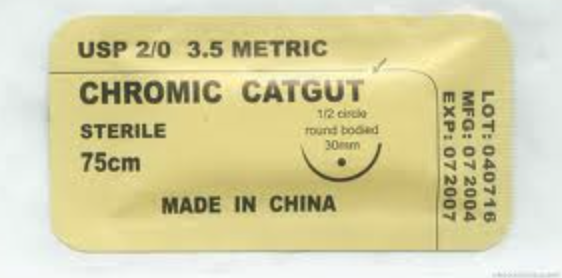 USP 2/0 3.5 METRIC
CHROMIC CATGUT
STERILE
75cm
1/2 circle
round bodied
30mm
MADE IN CHINA
LOT: 040716
MFG: 07 2004
EXP: 07 2007